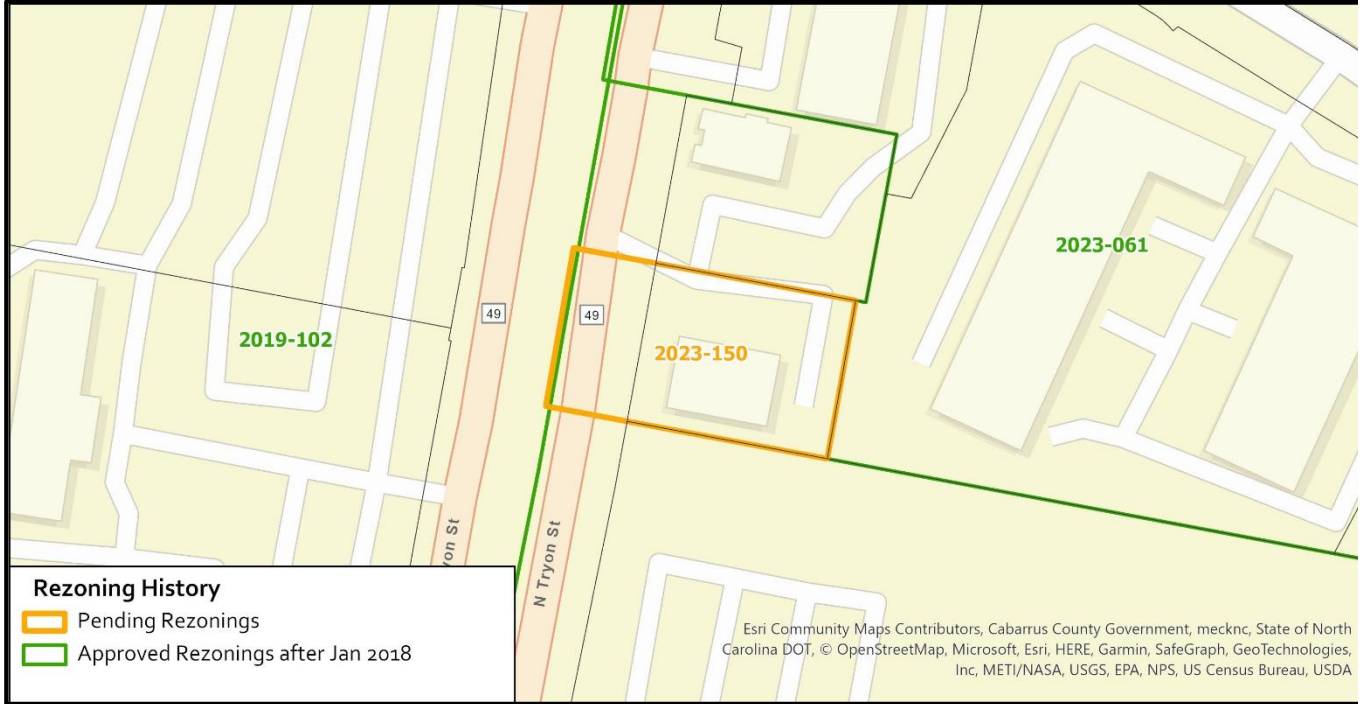 2023-061
49
49
2019-102
2023-150
yon St
N Tryon St
Rezoning History
Pending Rezonings
Approved Rezonings after Jan 2018
Esri Community Maps Contributors, Cabarrus County Government, mecknc, State of North
Carolina DOT, © OpenStreetMap, Microsoft, Esri, HERE, Garmin, SafeGraph, GeoTechnologies,
Inc, METI/NASA, USGS, EPA, NPS, US Census Bureau, USDA